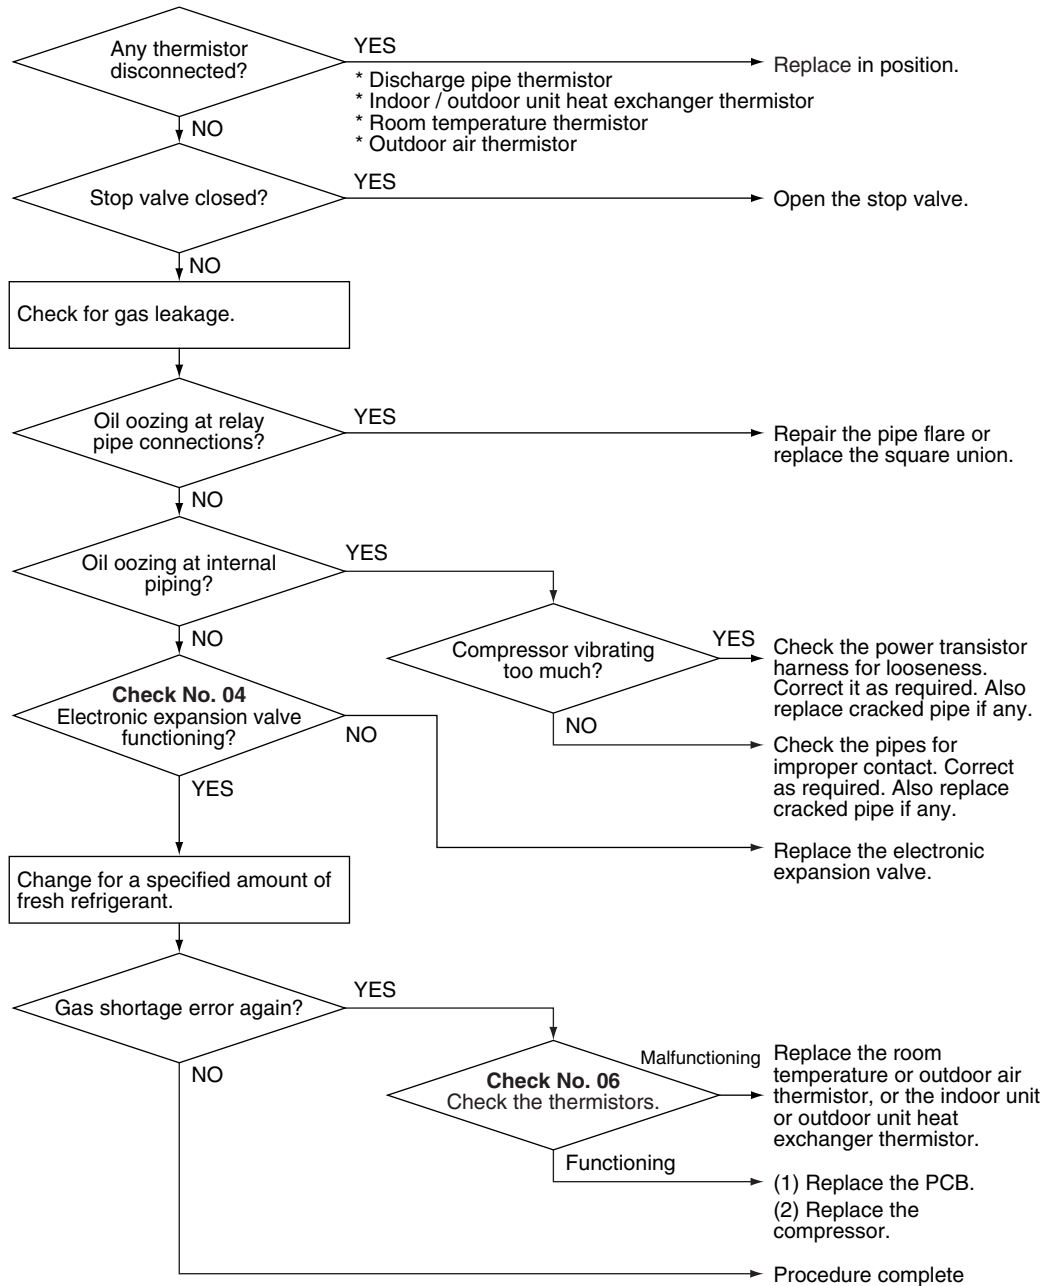 Any thermistor
disconnected?
YES
* Discharge pipe thermistor
* Indoor / outdoor unit heat exchanger thermistor
* Room temperature thermistor
* Outdoor air thermistor
Replace in position.
NO
Stop valve closed?
YES
Open the stop valve.
NO
Check for gas leakage.
Oil oozing at relay
pipe connections?
YES
Repair the pipe flare or
replace the square union.
NO
Oil oozing at internal
piping?
YES
NO
Compressor vibrating
too much?
YES
Check the power transistor
harness for looseness.
Correct it as required. Also
replace cracked pipe if any.
NO
Check the pipes for
improper contact. Correct
as required. Also replace
cracked pipe if any.
Check No. 04
Electronic expansion valve
functioning?
NO
Replace the electronic
expansion valve.
YES
Change for a specified amount of
fresh refrigerant.
Gas shortage error again?
YES
NO
Check No. 06
Check the thermistors.
Malfunctioning
Replace the room
temperature or outdoor air
thermistor, or the indoor unit
or outdoor unit heat
exchanger thermistor.
Functioning
(1) Replace the PCB.
(2) Replace the
compressor.
Procedure complete